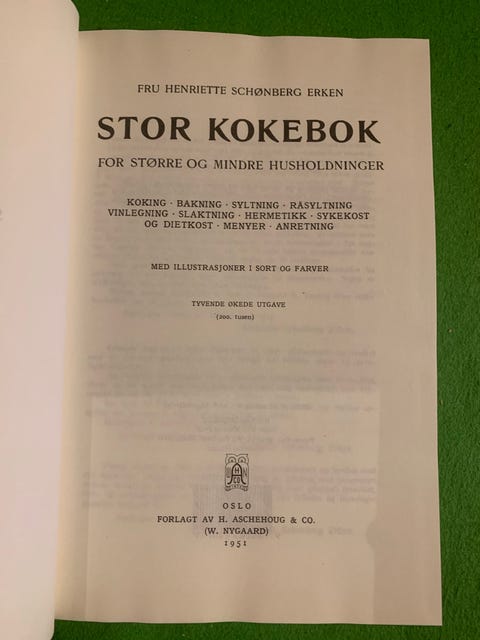 FRU HENRIETTE SCHØNBERG ERKEN
STOR KOKEBOK
FOR STØRRE OG MINDRE HUSHOLDNINGER
KOKING · BAKNING · SYLTNING · RÅSYLTNING
VINLEGNING · SLAKTNING · HERMETIKK · SYKEKOST
OG DIETKOST · MENYER · ANRETNING
MED ILLUSTRASJONER I SORT OG FARVER
TYVENDE ØKEDE UTGAVE
(200. tusen)
OSLO
FORLAGT AV H. ASCHEHOUG & CO.
(W. NYGAARD)
1951